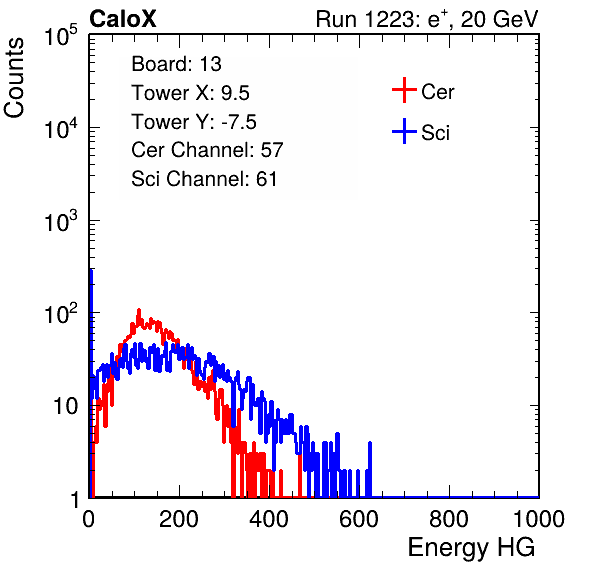 CaloX Run 1223: e⁺, 20 GeV
Counts
10⁵
10⁴
10³
10²
10
1
Board: 13
Tower X: 9.5
Tower Y: -7.5
Cer Channel: 57
Sci Channel: 61
Cer
Sci
0 200 400 600 800 1000
Energy HG